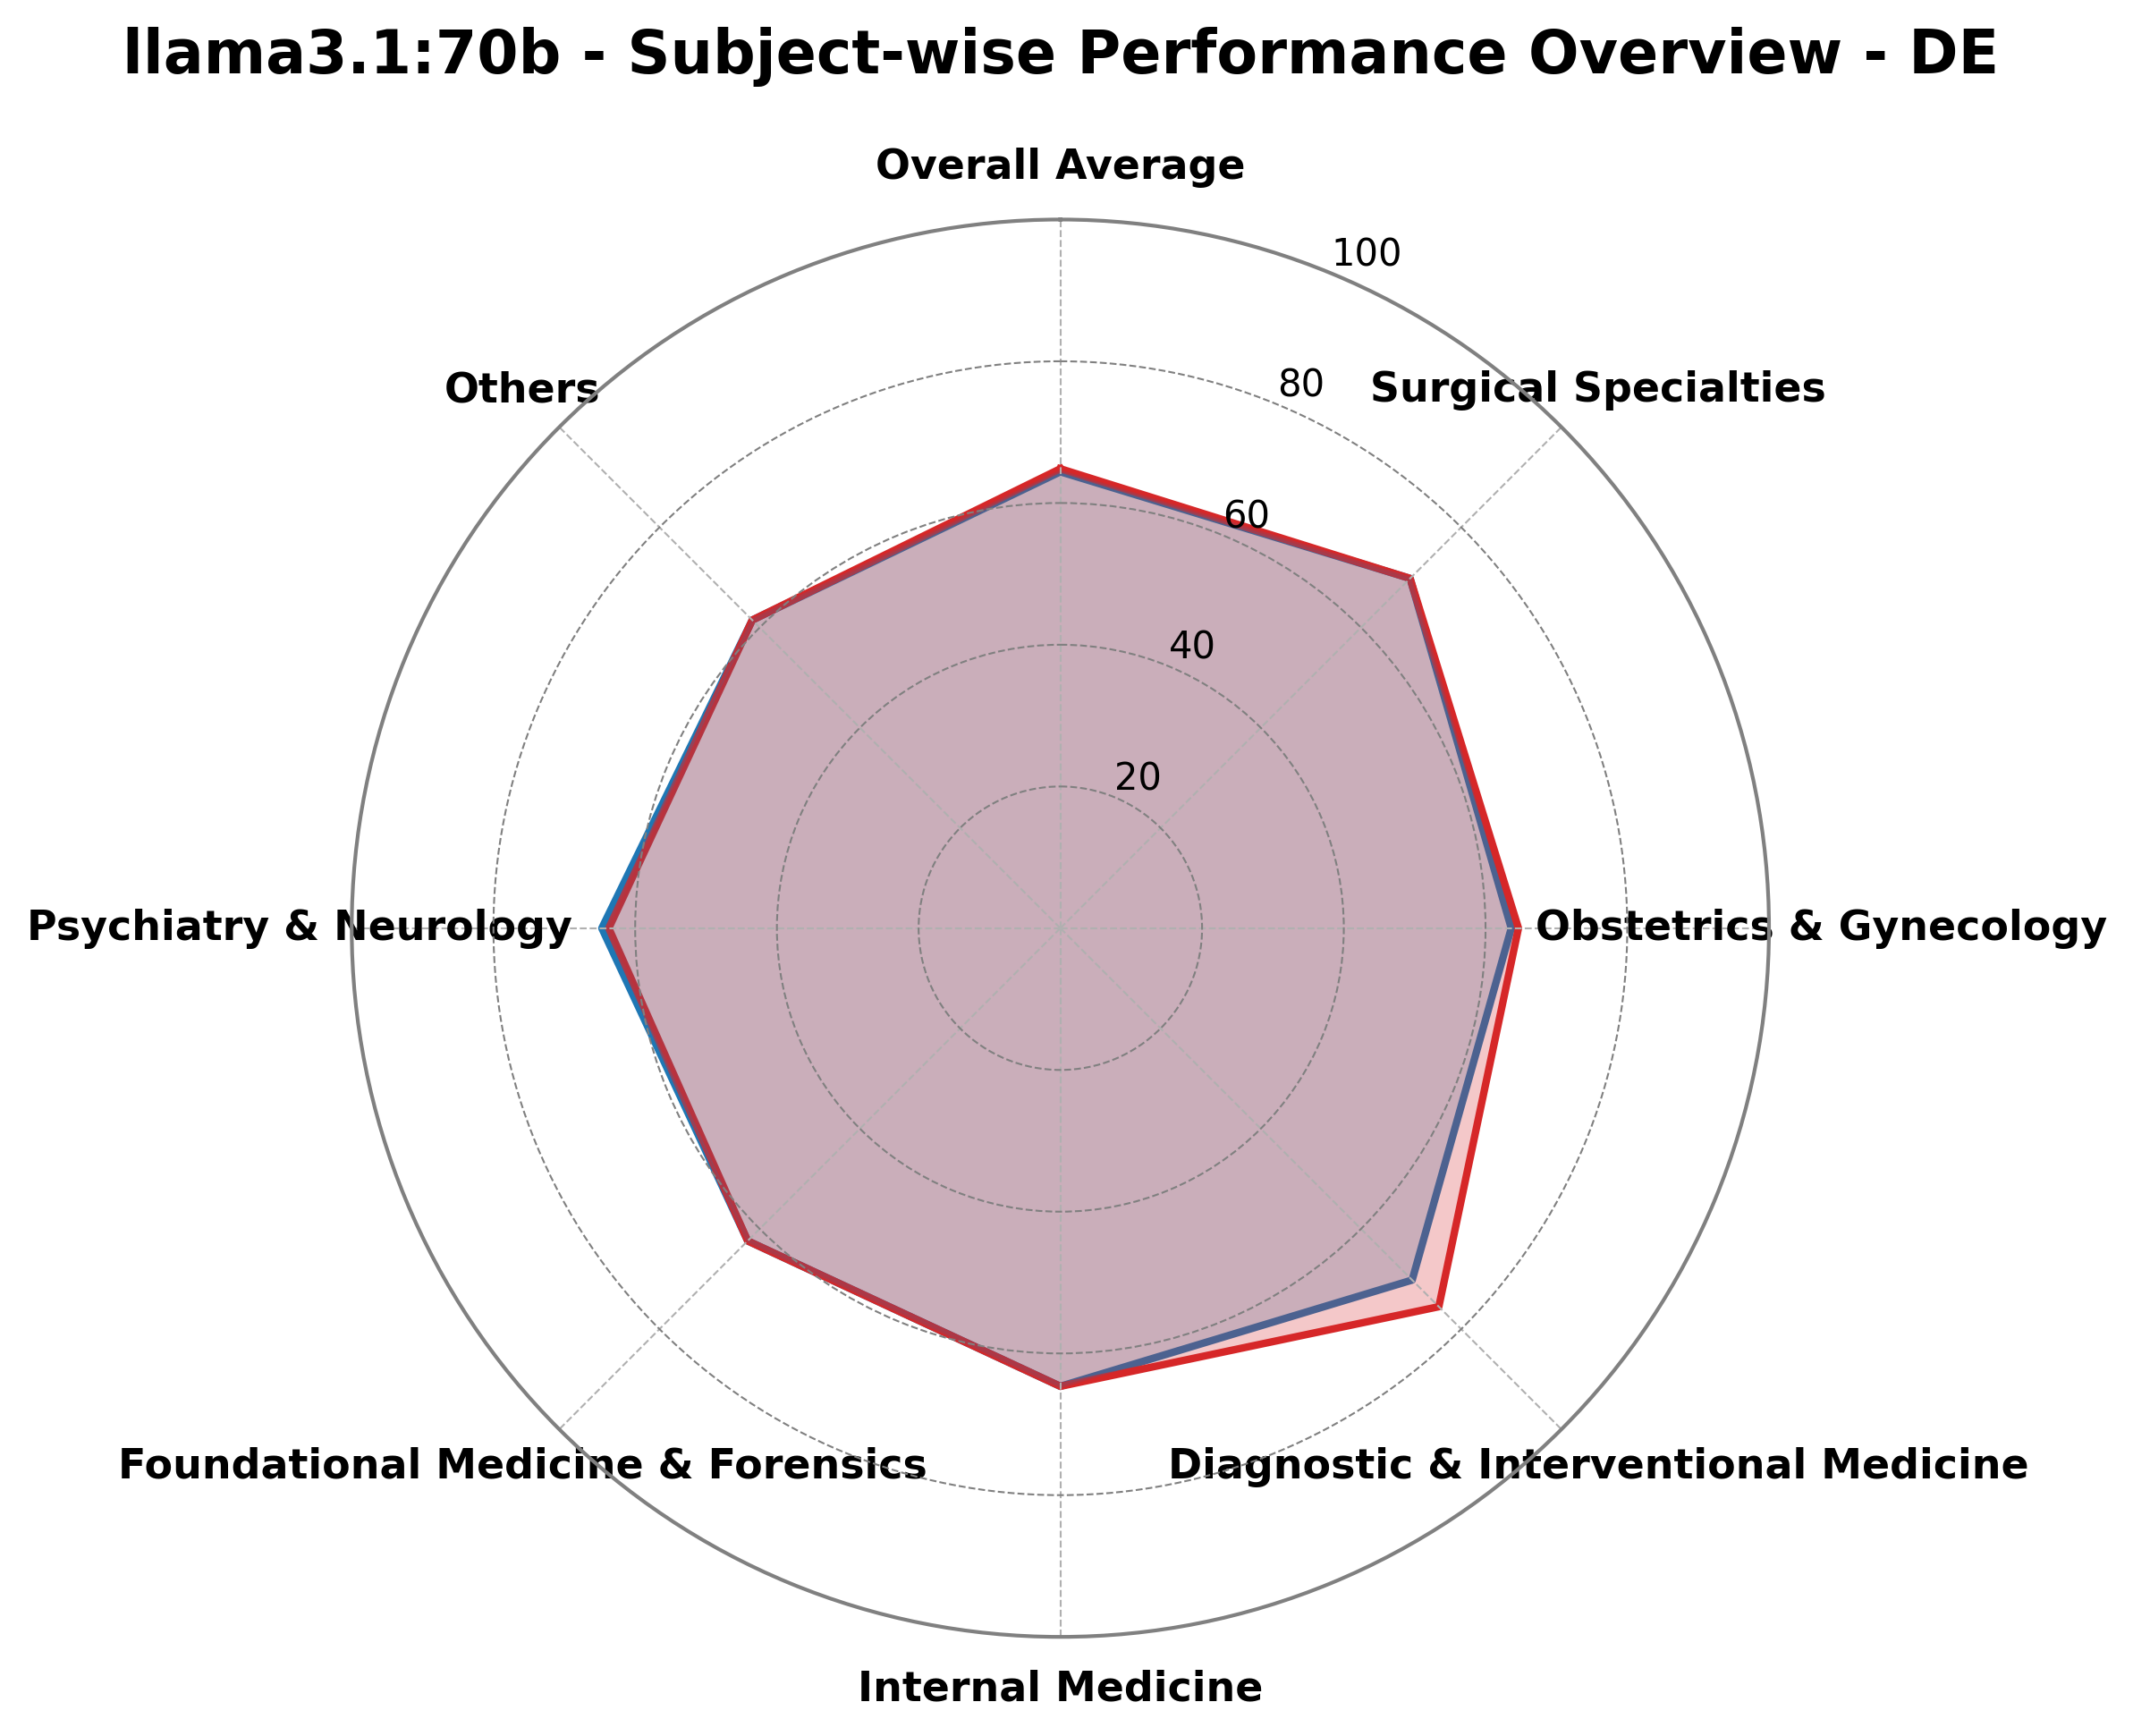 llama3.1:70b - Subject-wise Performance Overview - DE
Overall Average
100
Others
80
Surgical Specialties
60
40
20
Psychiatry & Neurology
Obstetrics & Gynecology
Foundational Medicine & Forensics
Diagnostic & Interventional Medicine
Internal Medicine